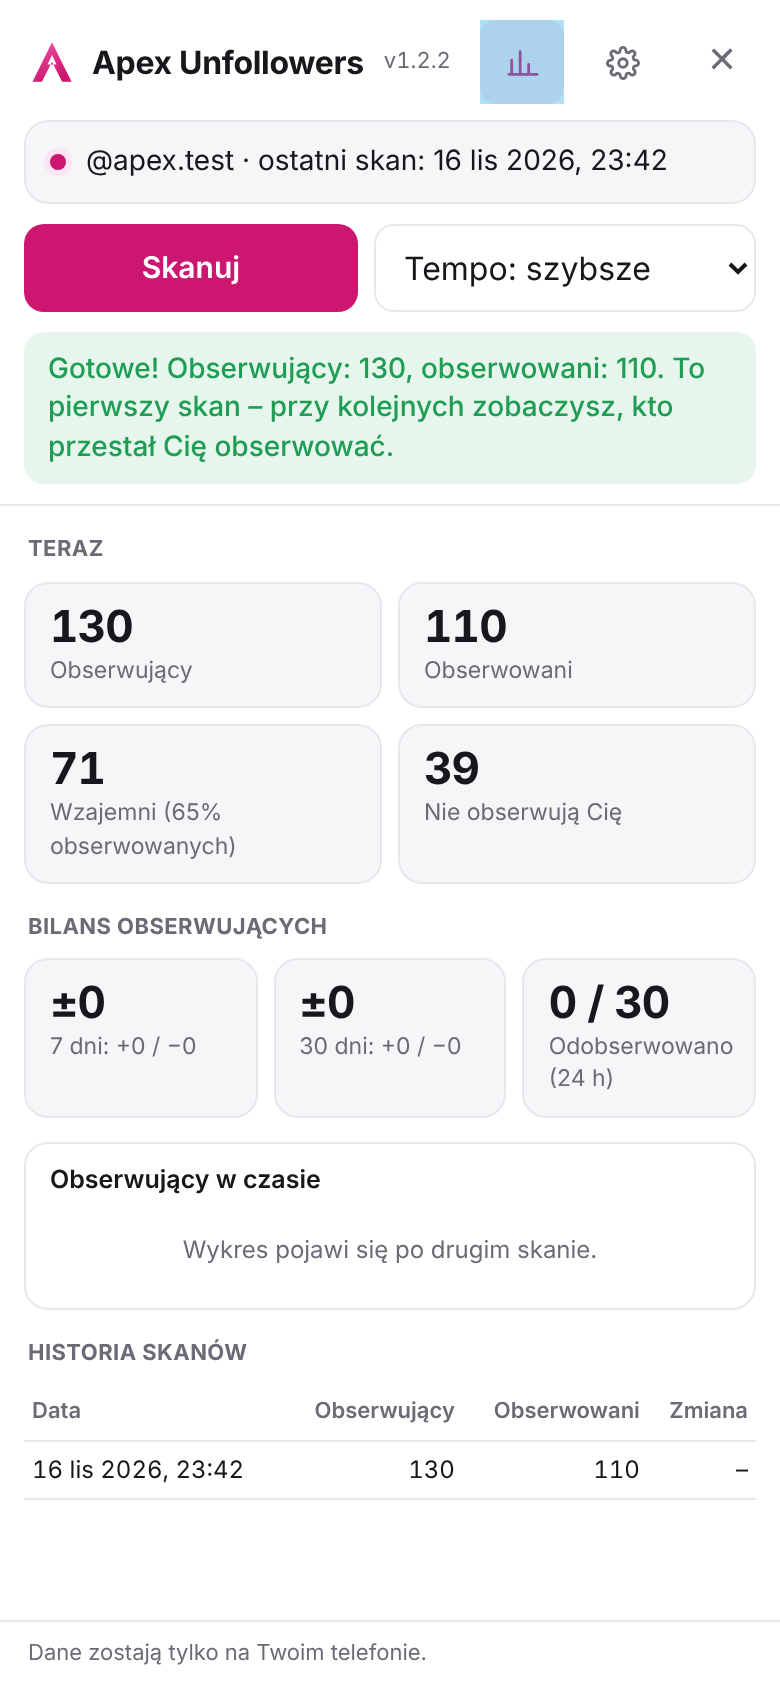 Apex Unfollowers v1.2.2
@apex.test · ostatni skan: 16 lis 2026, 23:42
Skanuj
Tempo: szybsze
Gotowe! Obserwujący: 130, obserwowani: 110. To
pierwszy skan – przy kolejnych zobaczysz, kto
przestał Cię obserwować.
TERAZ
130
Obserwujący
110
Obserwowani
71
Wzajemni (65%
obserwowanych)
39
Nie obserwują Cię
BILANS OBSERWUJĄCYCH
±0
7 dni: +0 / −0
±0
30 dni: +0 / −0
0 / 30
Odobserwowano
(24 h)
Obserwujący w czasie
Wykres pojawi się po drugim skanie.
HISTORIA SKANÓW
Data Obserwujący Obserwowani Zmiana
16 lis 2026, 23:42 130 110 –
Dane zostają tylko na Twoim telefonie.